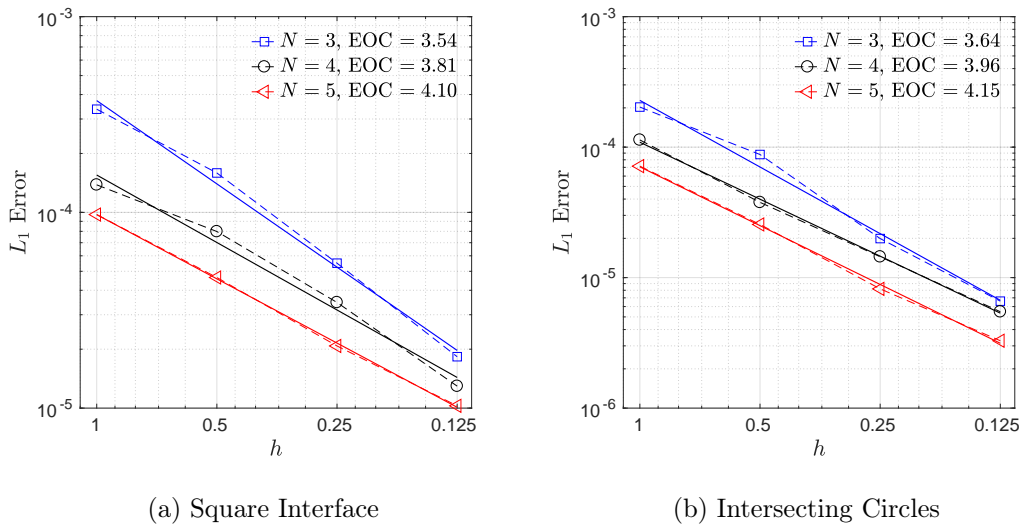 10^{-3}
10^{-4}
10^{-5}
L_1 Error
N = 3, EOC = 3.54
N = 4, EOC = 3.81
N = 5, EOC = 4.10
1 0.5 0.25 0.125
h
(a) Square Interface
10^{-3}
10^{-4}
10^{-5}
10^{-6}
L_1 Error
N = 3, EOC = 3.64
N = 4, EOC = 3.96
N = 5, EOC = 4.15
1 0.5 0.25 0.125
h
(b) Intersecting Circles